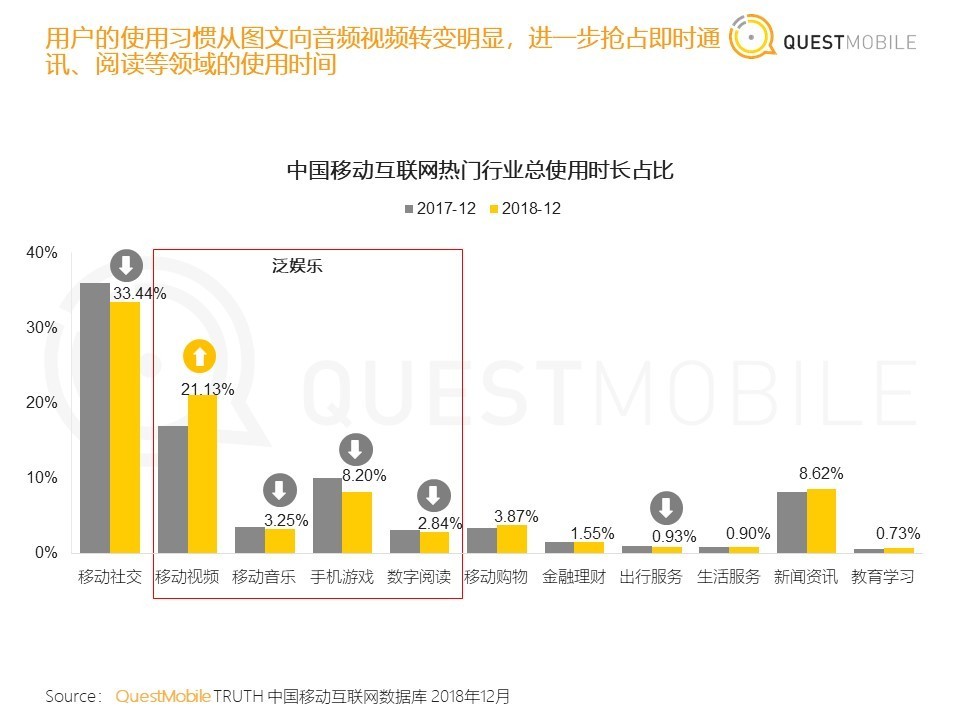 用户的使用习惯从图文向音频视频转变明显，进一步抢占即时通
讯、阅读等领域的使用时间
QUESTMOBILE
中国移动互联网热门行业总使用时长占比
2017-12 2018-12
40%
30%
20%
10%
0%
泛娱乐
33.44%
21.13%
3.25%
8.20%
2.84%
3.87%
1.55%
0.93%
0.90%
8.62%
0.73%
移动社交 移动视频 移动音乐 手机游戏 数字阅读 移动购物 金融理财 出行服务 生活服务 新闻资讯 教育学习
QUESTMOBILE
Source： QuestMobile TRUTH 中国移动互联网数据库 2018年12月